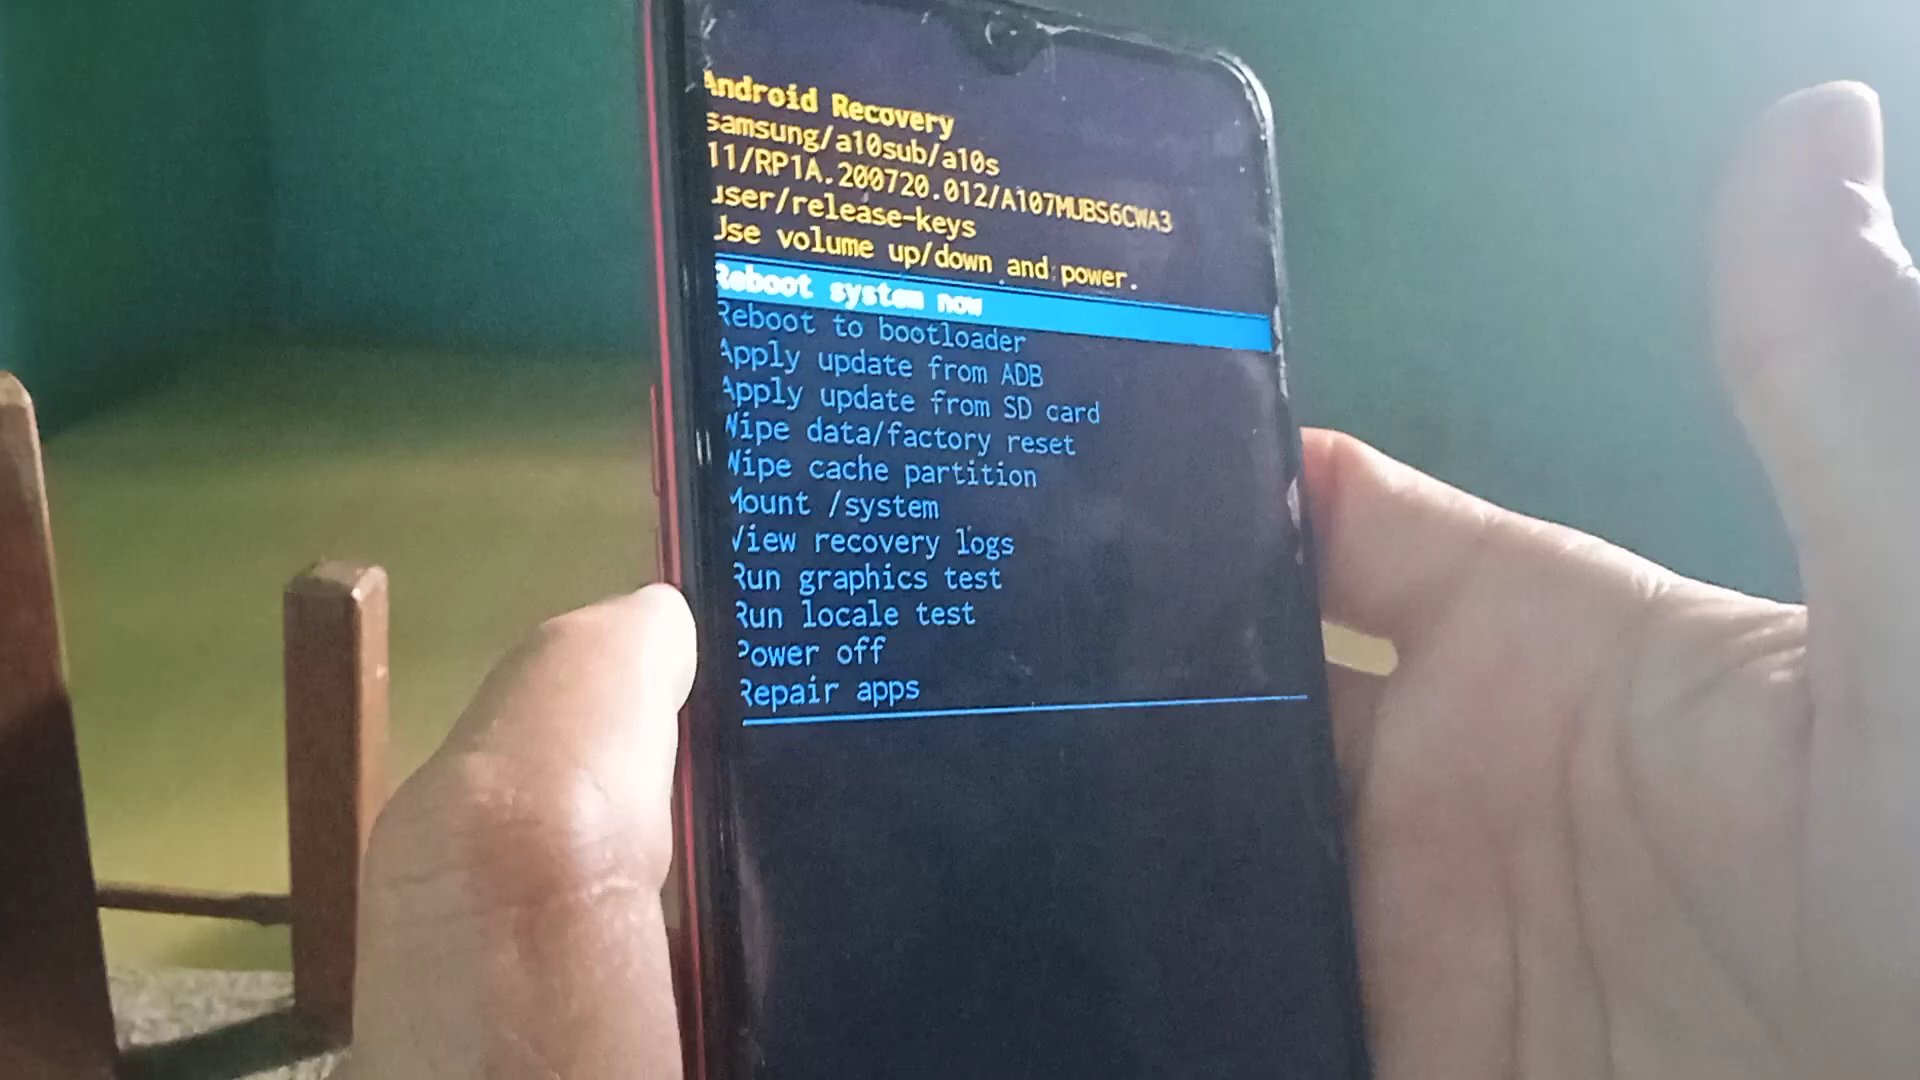 Android Recovery
samsung/a10sub/a10s
11/RP1A.200720.012/A107MUBS6CWA3
user/release-keys
Use volume up/down and power.
Reboot system now
Reboot to bootloader
Apply update from ADB
Apply update from SD card
Wipe data/factory reset
Wipe cache partition
Mount /system
View recovery logs
Run graphics test
Run locale test
Power off
Repair apps